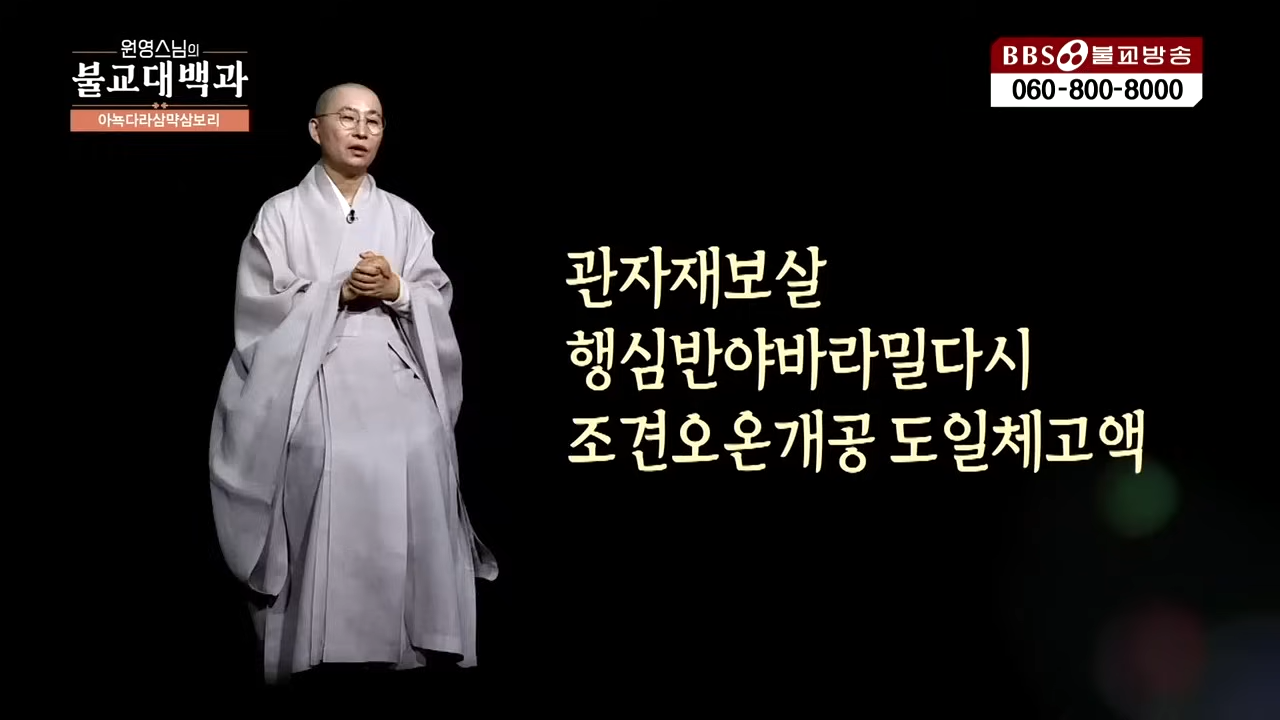 원영스님의
불교대백과
아뇩다라삼먁삼보리
BBS 불교방송
060-800-8000
관자재보살
행심반야바라밀다시
조견오온개공 도일체고액